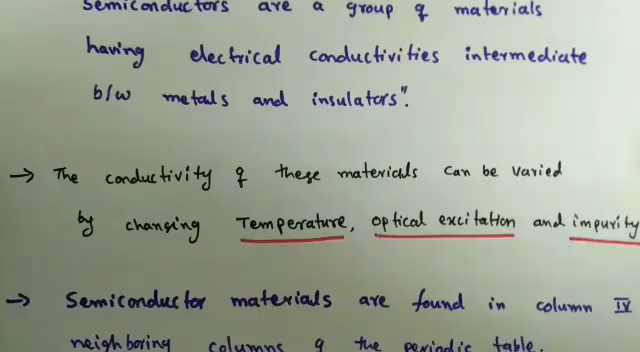 Semiconductors are a group of materials
having electrical conductivities intermediate
b/w metals and insulators".
→ The conductivity of these materials can be varied
by changing Temperature, optical excitation and impurity
→ Semiconductor materials are found in column IV
neighboring columns of the periodic table.